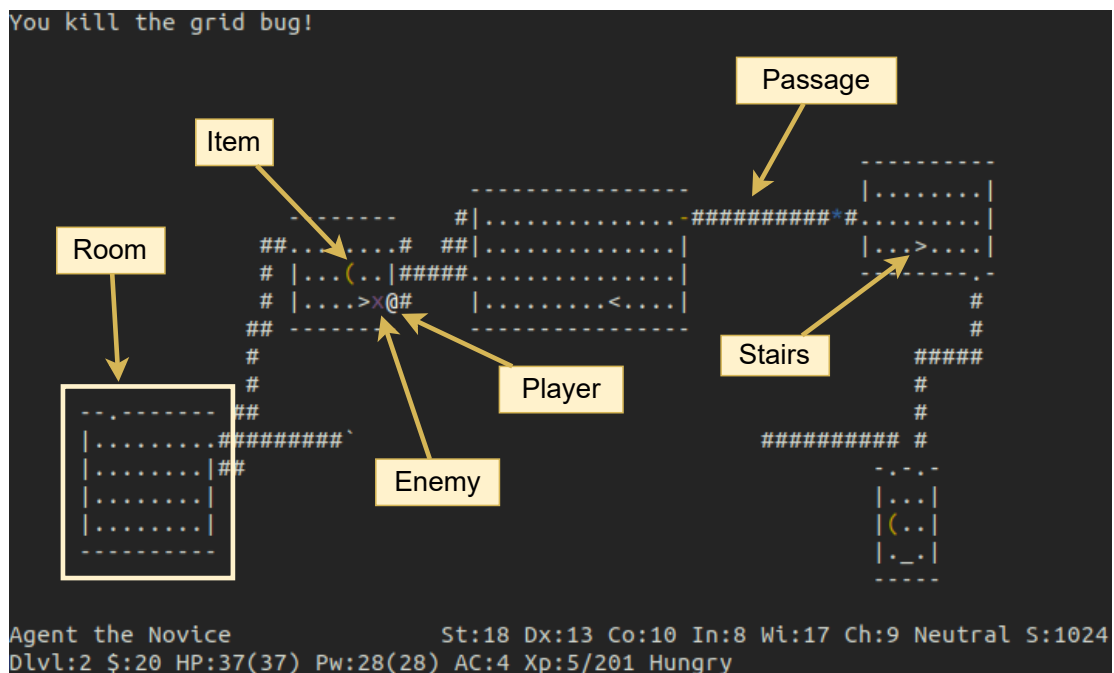 You kill the grid bug!
Passage
Item
----------
---------------- |........|
-------- #|..............-##########*#.........|
Room
##........# ##|..............| |...>....|
# |...(..|#####...............| --------.-
# |....>x@# |.........<....| #
## ------- ---------------- #
# Stairs #####
# Player #
--.------- ## #
|.........#########` ########## #
|........|## Enemy -.-.-
|........| |...|
|........| |(..|
---------- |._.|
-----
Agent the Novice St:18 Dx:13 Co:10 In:8 Wi:17 Ch:9 Neutral S:1024
Dlvl:2 $:20 HP:37(37) Pw:28(28) AC:4 Xp:5/201 Hungry